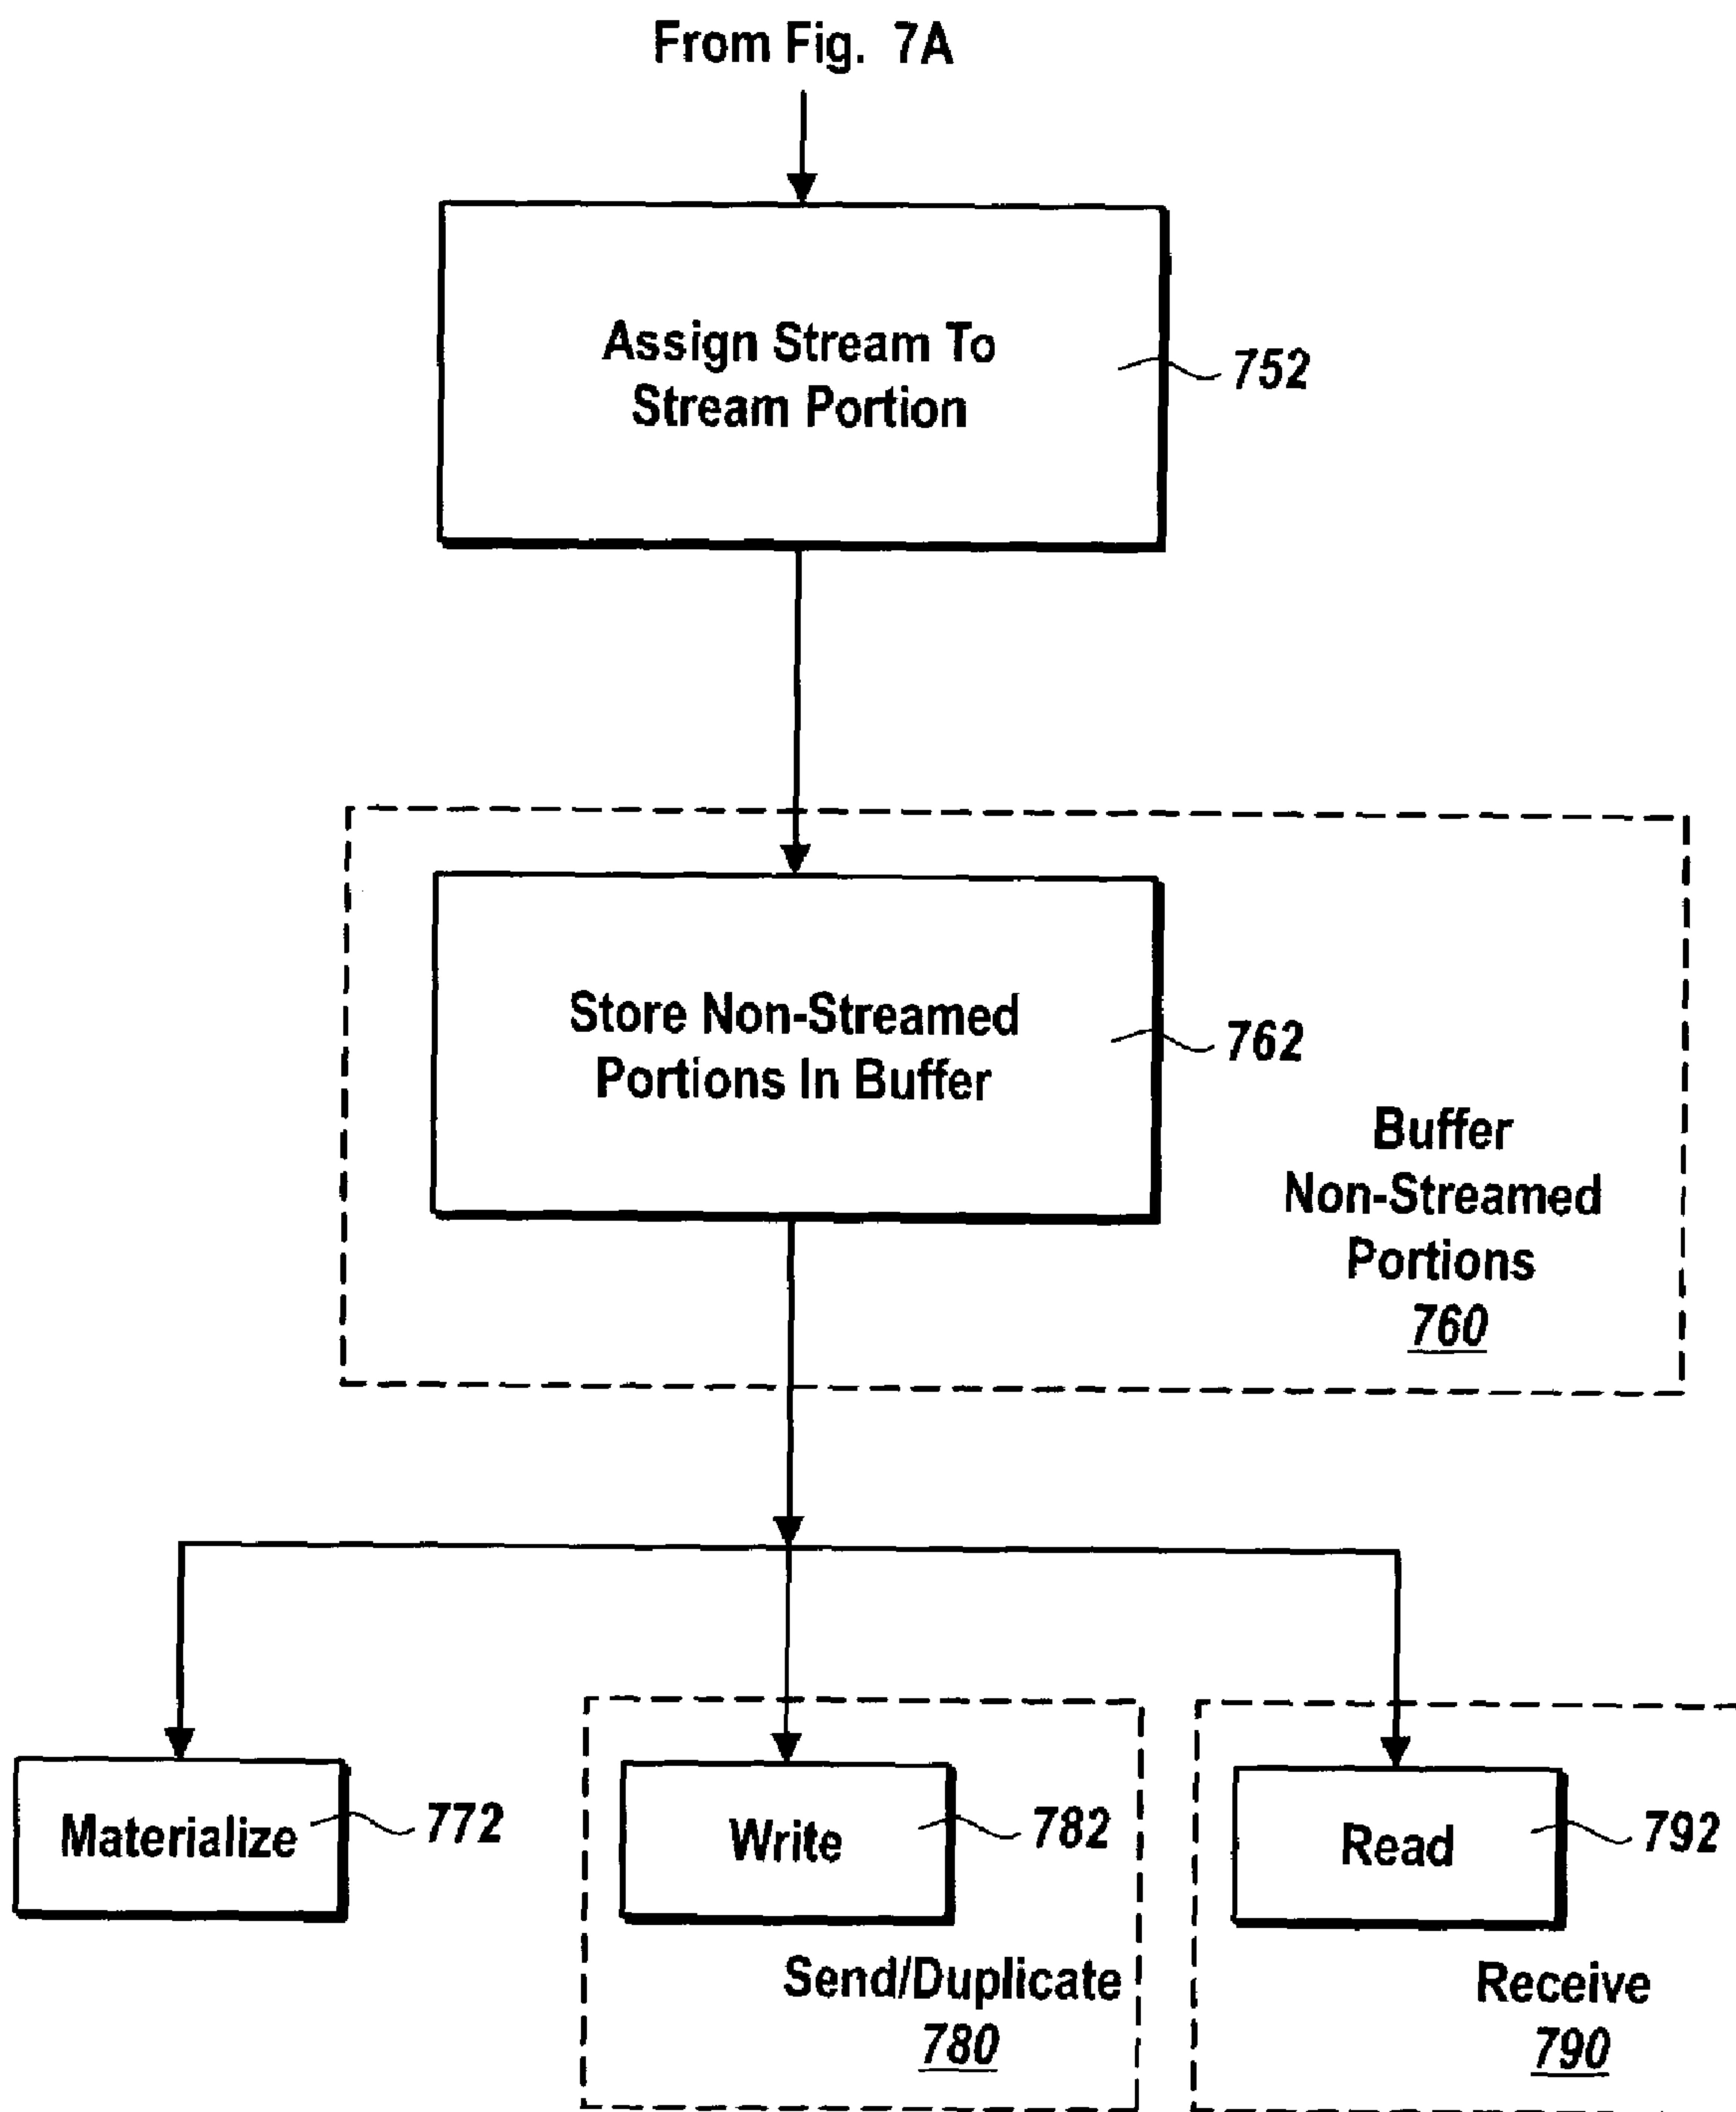 From Fig. 7A
Assign Stream To
Stream Portion
752
Store Non-Streamed
Portions In Buffer
762
Buffer
Non-Streamed
Portions
760
Materialize
772
Write
782
Read
792
Send/Duplicate
780
Receive
790